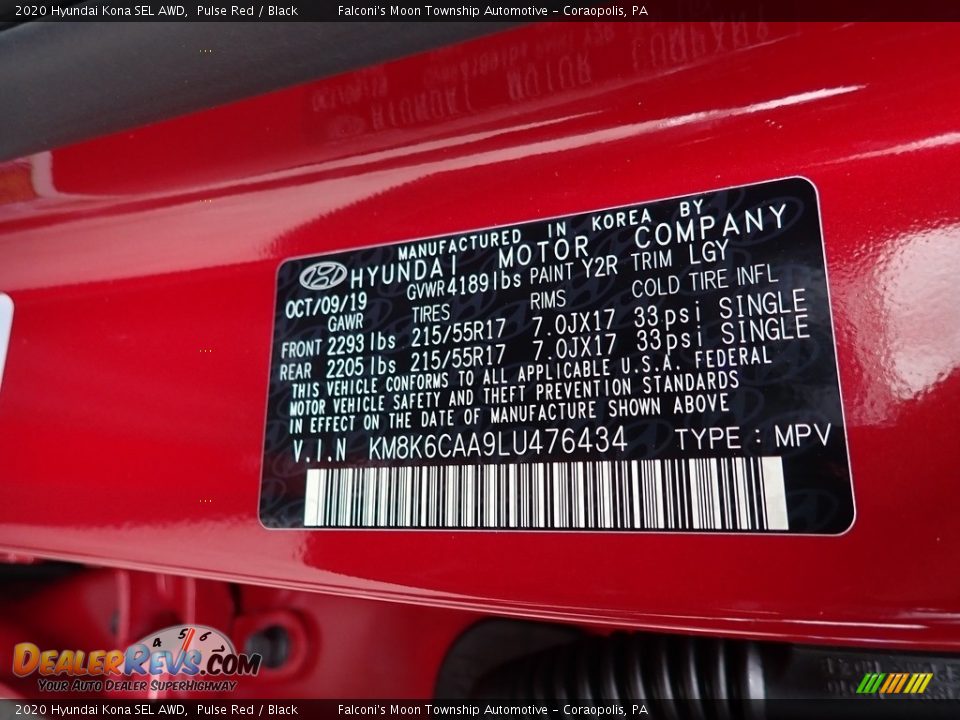 2020 Hyundai Kona SEL AWD,  Pulse Red / Black          Falconi's Moon Township Automotive - Coraopolis, PA
MANUFACTURED IN KOREA BY
HYUNDAI MOTOR COMPANY
OCT/09/19 GVWR 4189 lbs PAINT Y2R TRIM LGY
GAWR TIRES RIMS COLD TIRE INFL
FRONT 2293 lbs 215/55R17 7.0JX17 33psi SINGLE
REAR 2205 lbs 215/55R17 7.0JX17 33psi SINGLE
THIS VEHICLE CONFORMS TO ALL APPLICABLE U.S.A. FEDERAL
MOTOR VEHICLE SAFETY AND THEFT PREVENTION STANDARDS
IN EFFECT ON THE DATE OF MANUFACTURE SHOWN ABOVE
V.I.N KM8K6CAA9LU476434 TYPE : MPV
4 5 6
DealerRevs.com
Your Auto Dealer SuperHighway
2020 Hyundai Kona SEL AWD,  Pulse Red / Black          Falconi's Moon Township Automotive - Coraopolis, PA